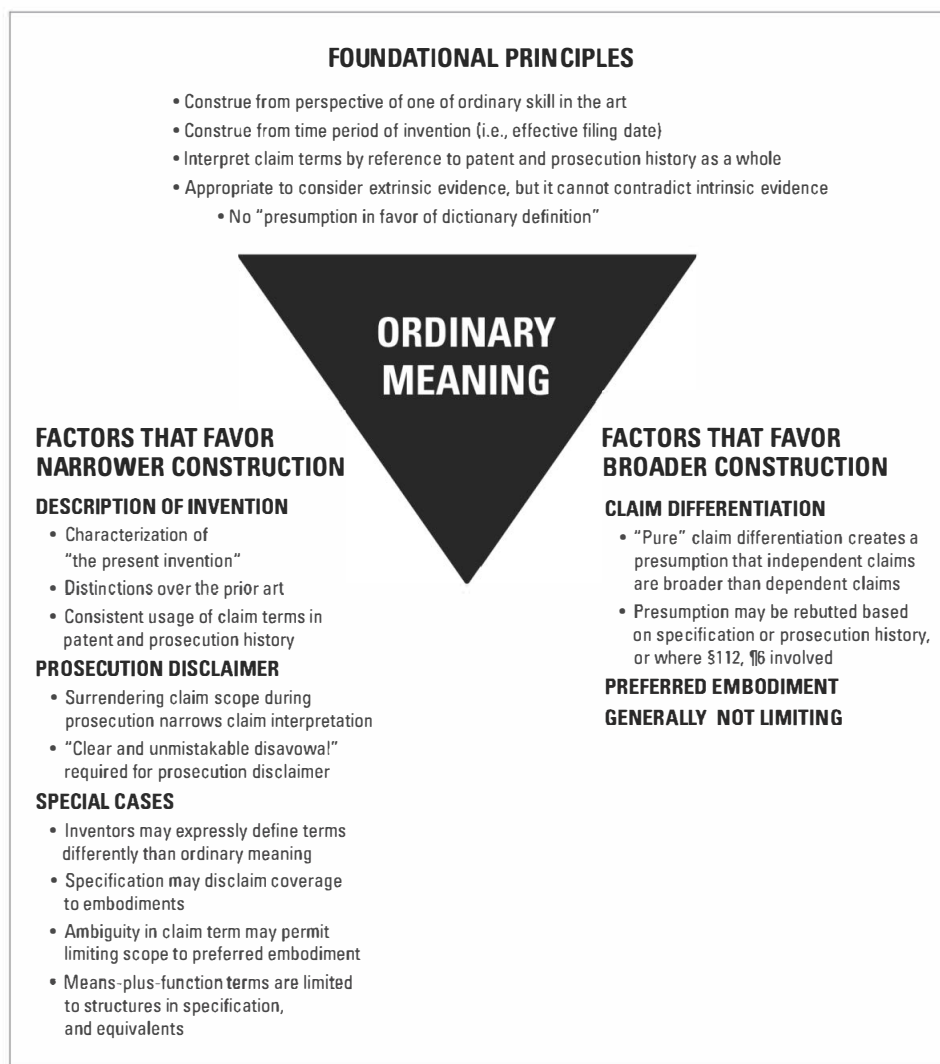 FOUNDATIONAL PRINCIPLES
• Construe from perspective of one of ordinary skill in the art
• Construe from time period of invention (i.e., effective filing date)
• Interpret claim terms by reference to patent and prosecution history as a whole
• Appropriate to consider extrinsic evidence, but it cannot contradict intrinsic evidence
• No “presumption in favor of dictionary definition”
ORDINARY
MEANING
FACTORS THAT FAVOR
NARROWER CONSTRUCTION
DESCRIPTION OF INVENTION
• Characterization of
“the present invention”
• Distinctions over the prior art
• Consistent usage of claim terms in
patent and prosecution history
PROSECUTION DISCLAIMER
• Surrendering claim scope during
prosecution narrows claim interpretation
• “Clear and unmistakable disavowal”
required for prosecution disclaimer
SPECIAL CASES
• Inventors may expressly define terms
differently than ordinary meaning
• Specification may disclaim coverage
to embodiments
• Ambiguity in claim term may permit
limiting scope to preferred embodiment
• Means-plus-function terms are limited
to structures in specification,
and equivalents
FACTORS THAT FAVOR
BROADER CONSTRUCTION
CLAIM DIFFERENTIATION
• “Pure” claim differentiation creates a
presumption that independent claims
are broader than dependent claims
• Presumption may be rebutted based
on specification or prosecution history,
or where §112, ¶6 involved
PREFERRED EMBODIMENT
GENERALLY NOT LIMITING